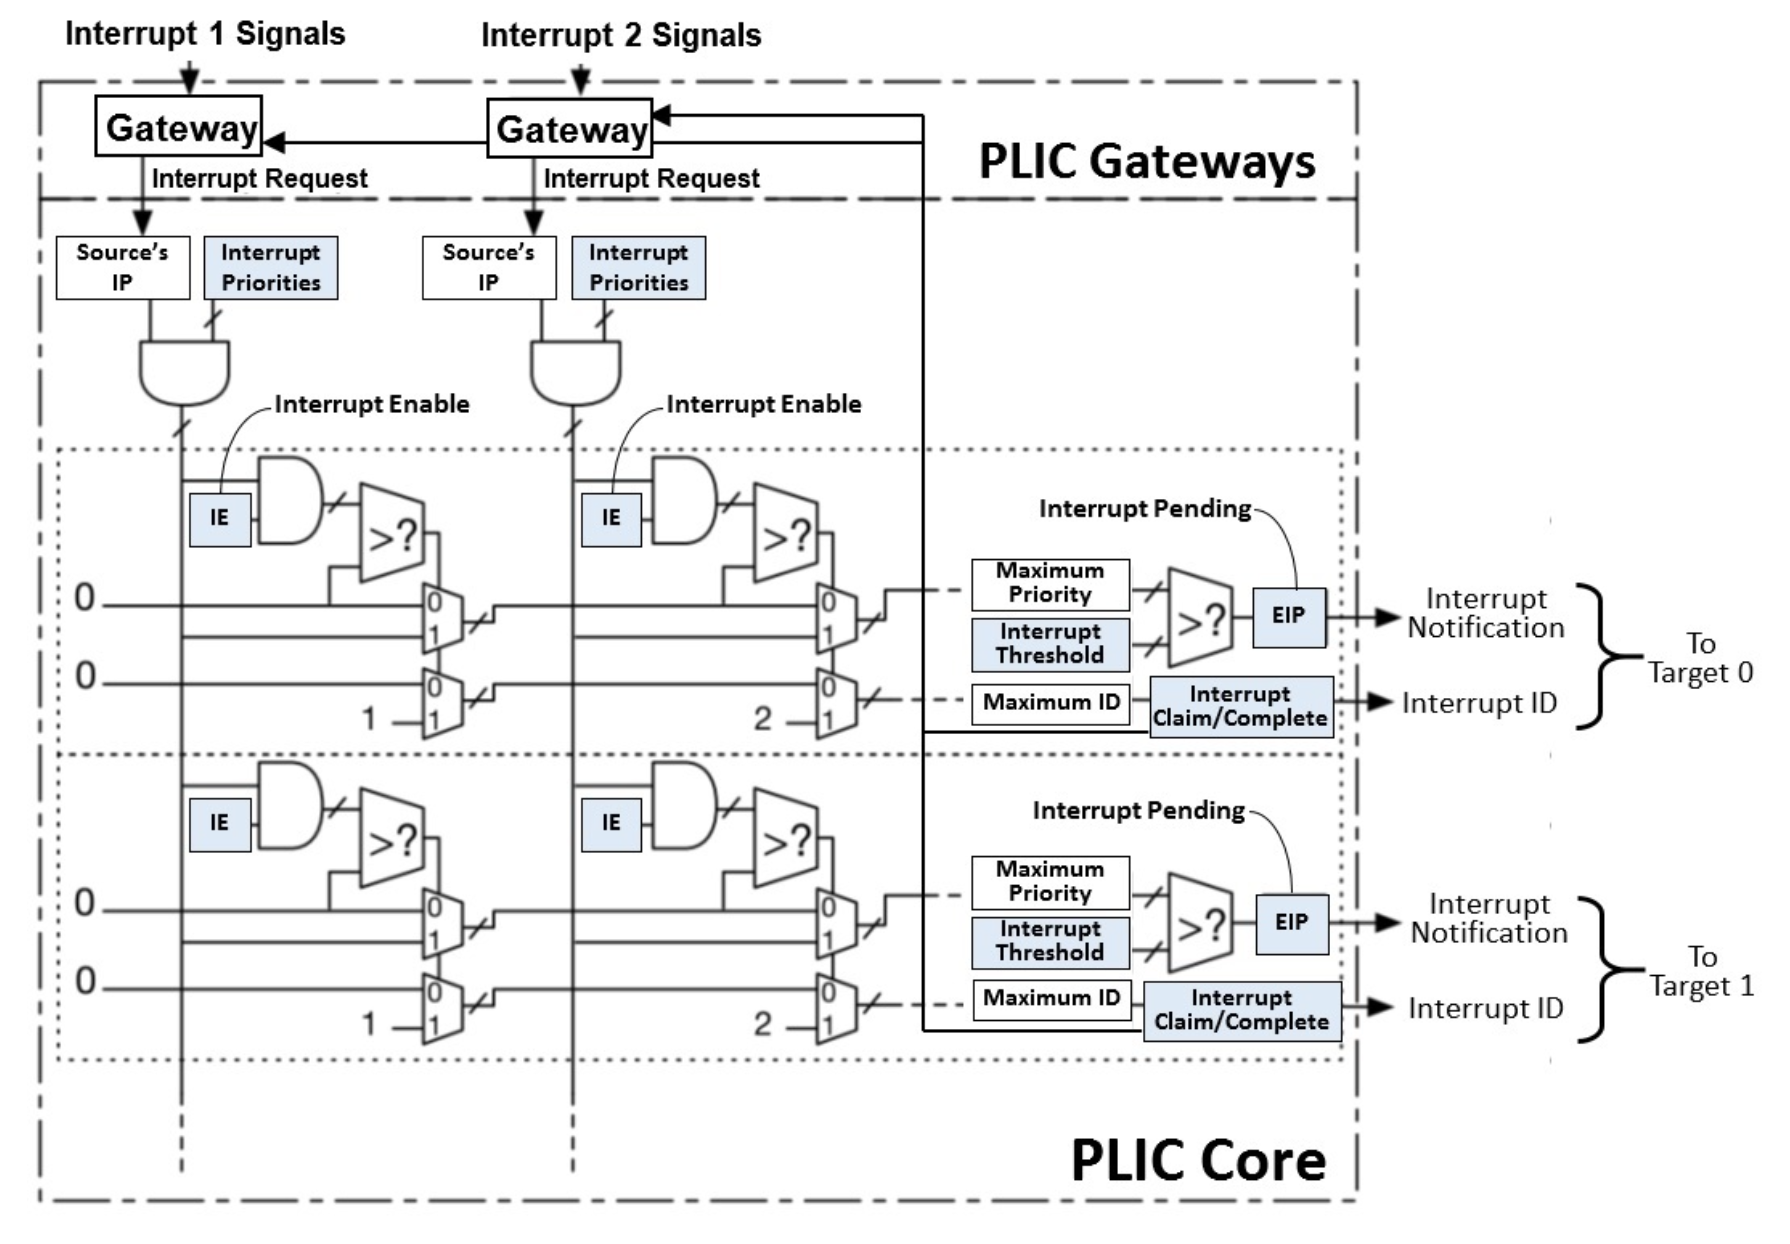 Interrupt 1 Signals
Interrupt 2 Signals
Gateway
Gateway
PLIC Gateways
Interrupt Request
Interrupt Request
Source's
IP
Interrupt
Priorities
Source's
IP
Interrupt
Priorities
Interrupt Enable
Interrupt Enable
IE
>?
IE
>?
Interrupt Pending
0
0
1
0
1
Maximum
Priority
Interrupt
Threshold
>?
EIP
Interrupt
Notification
0
0
1
1
0
2
1
Maximum ID
Interrupt
Claim/Complete
Interrupt ID
To
Target 0
IE
>?
IE
>?
Interrupt Pending
0
0
1
0
1
Maximum
Priority
Interrupt
Threshold
>?
EIP
Interrupt
Notification
0
0
1
1
0
2
1
Maximum ID
Interrupt
Claim/Complete
Interrupt ID
To
Target 1
PLIC Core